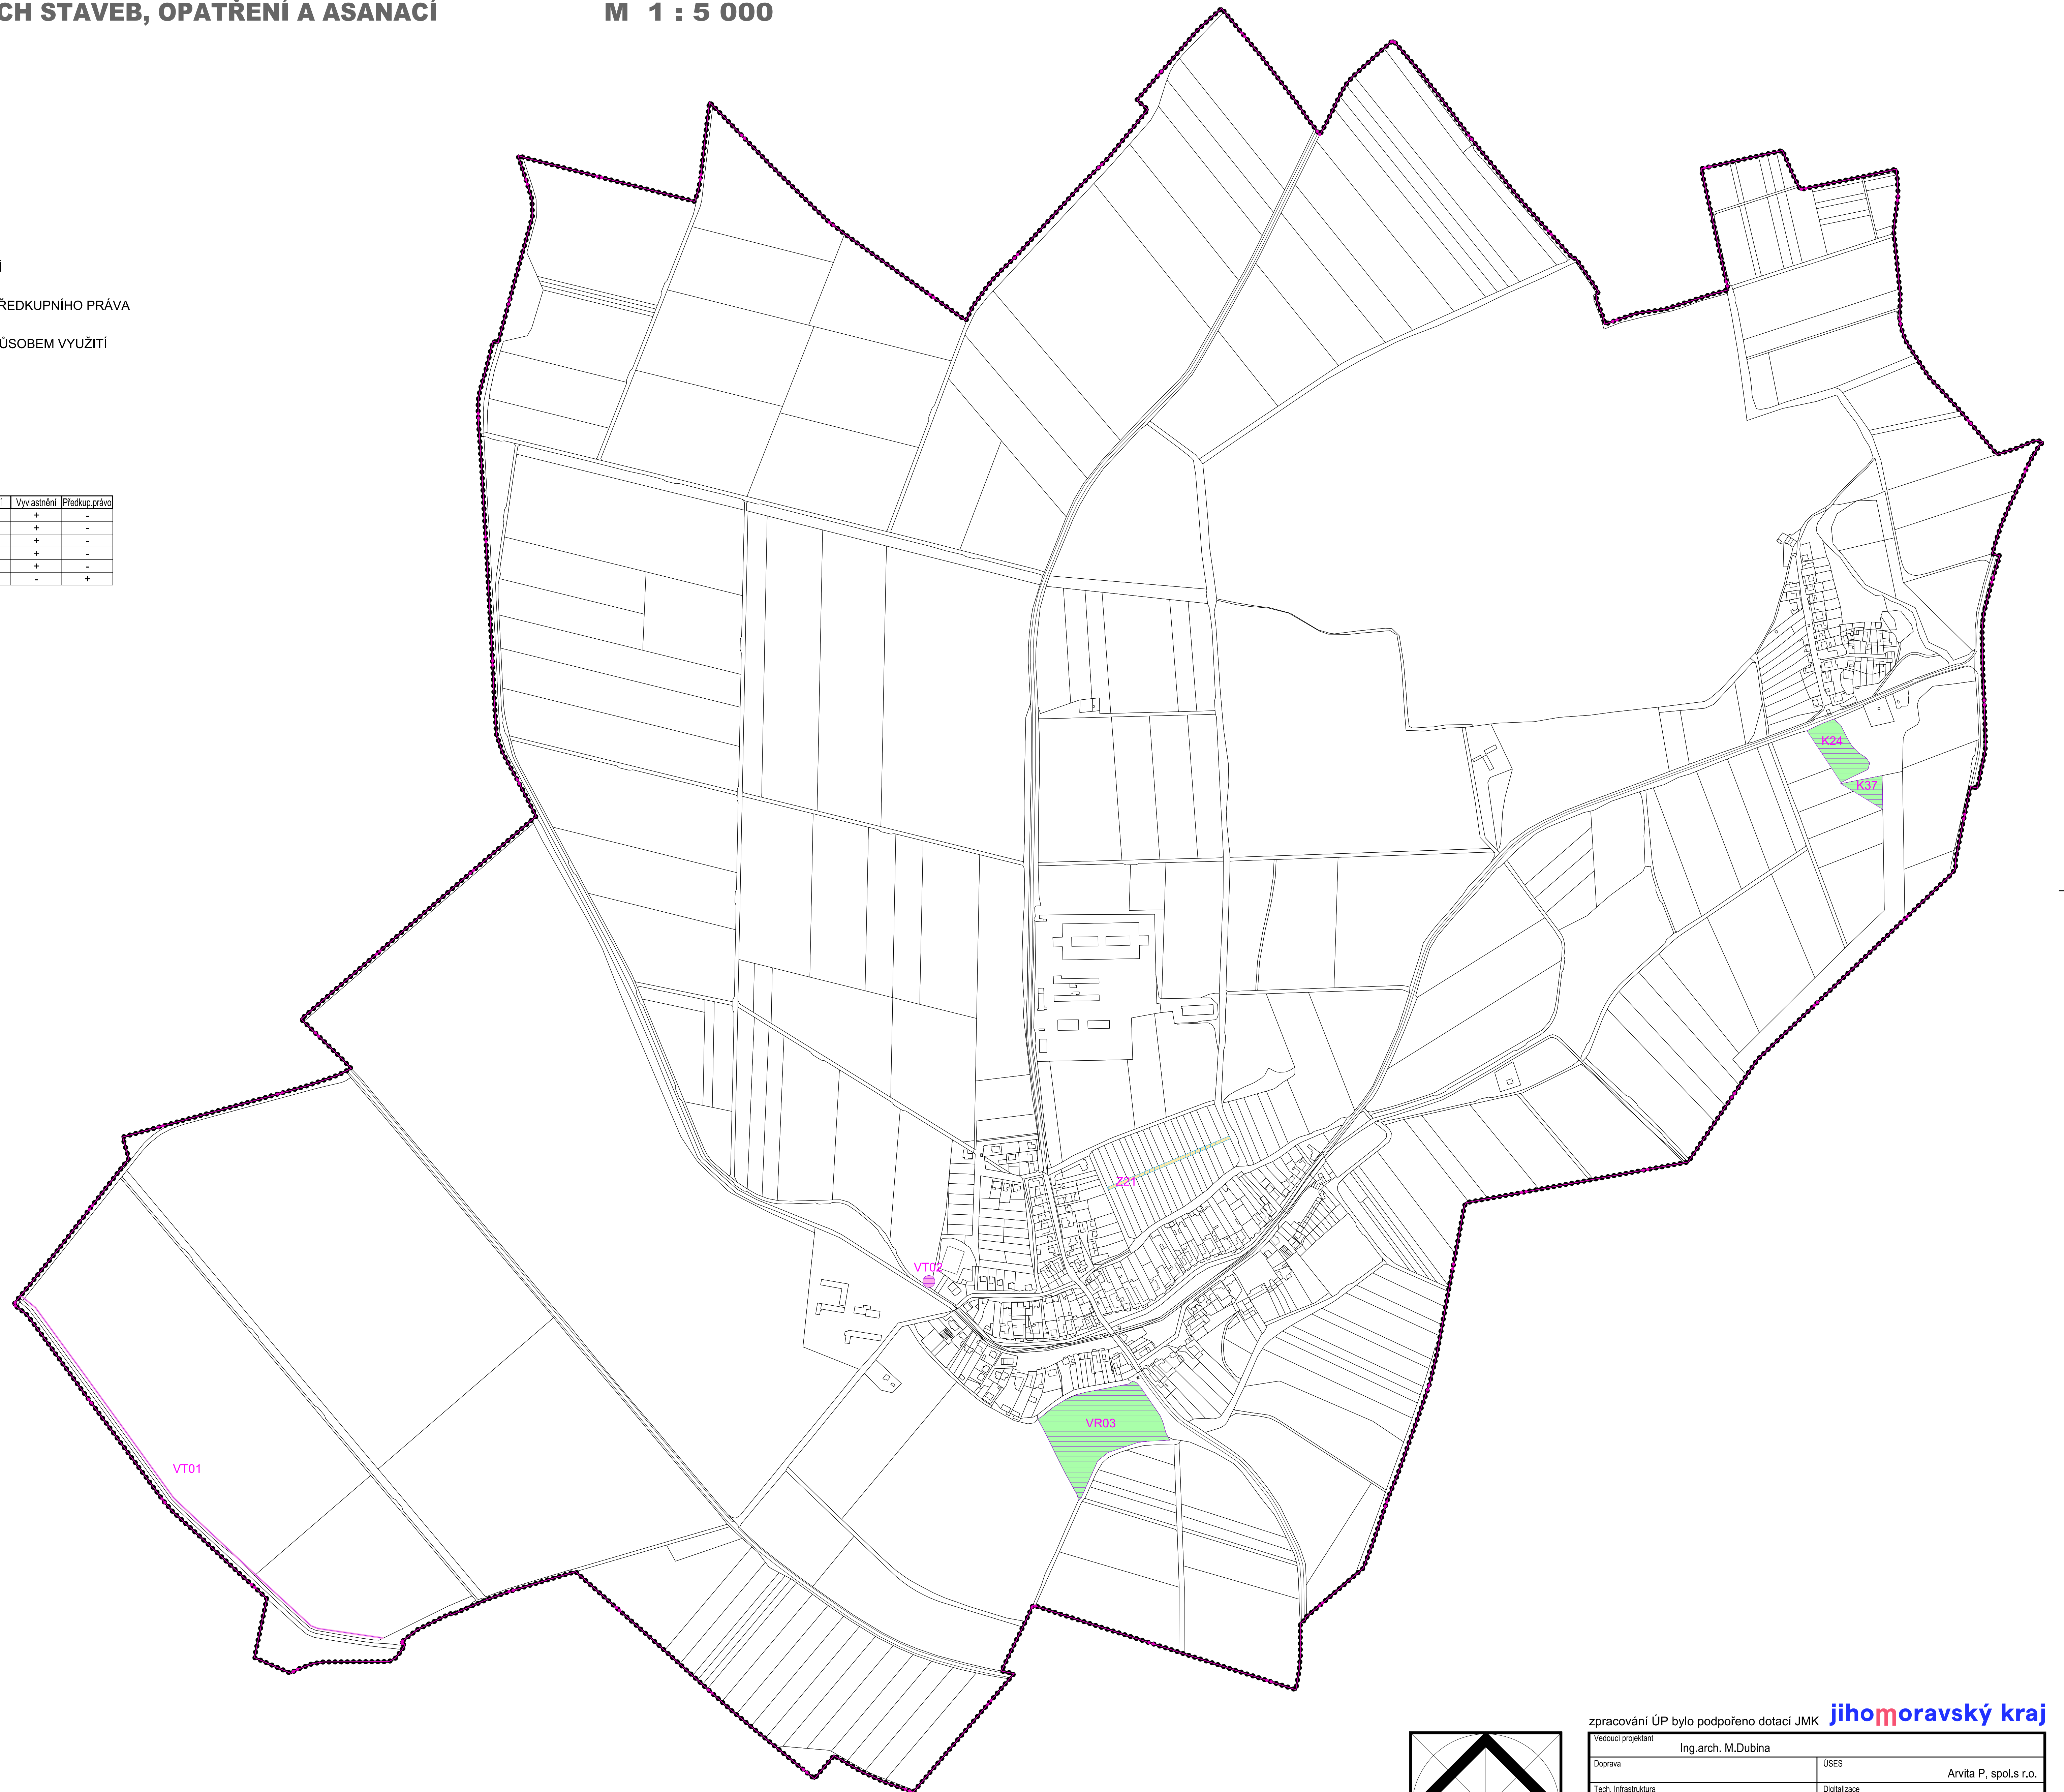 CH STAVEB, OPATŘENÍ A ASANACÍ M 1 : 5 000
Í
ŘEDKUPNÍHO PRÁVA
ŮSOBEM VYUŽITÍ
í Vyvlastnění Předkup.právo
+ -
+ -
+ -
+ -
+ -
- +
K24
K37
Z21
VT02
VR03
VT01
zpracování ÚP bylo podpořeno dotací JMK jihomoravský kraj
Vedoucí projektant
Ing.arch. M.Dubina
Doprava ÚSES
Arvita P, spol.s r.o.
Tech. Infrastruktura Digitalizace